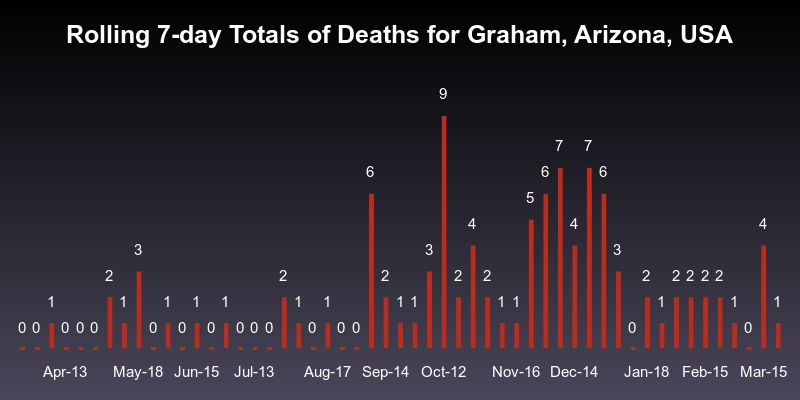 Rolling 7-day Totals of Deaths for Graham, Arizona, USA
0 0 1 0 0 0 2 1 3 0 1 0 1 0 1 0 0 0 2 1 0 1 0 0 6 2 1 1 3 9 2 4 2 1 1 5 6 7 4 7 6 3 0 2 1 2 2 2 2 1 0 4 1
Apr-13 May-18 Jun-15 Jul-13 Aug-17 Sep-14 Oct-12 Nov-16 Dec-14 Jan-18 Feb-15 Mar-15